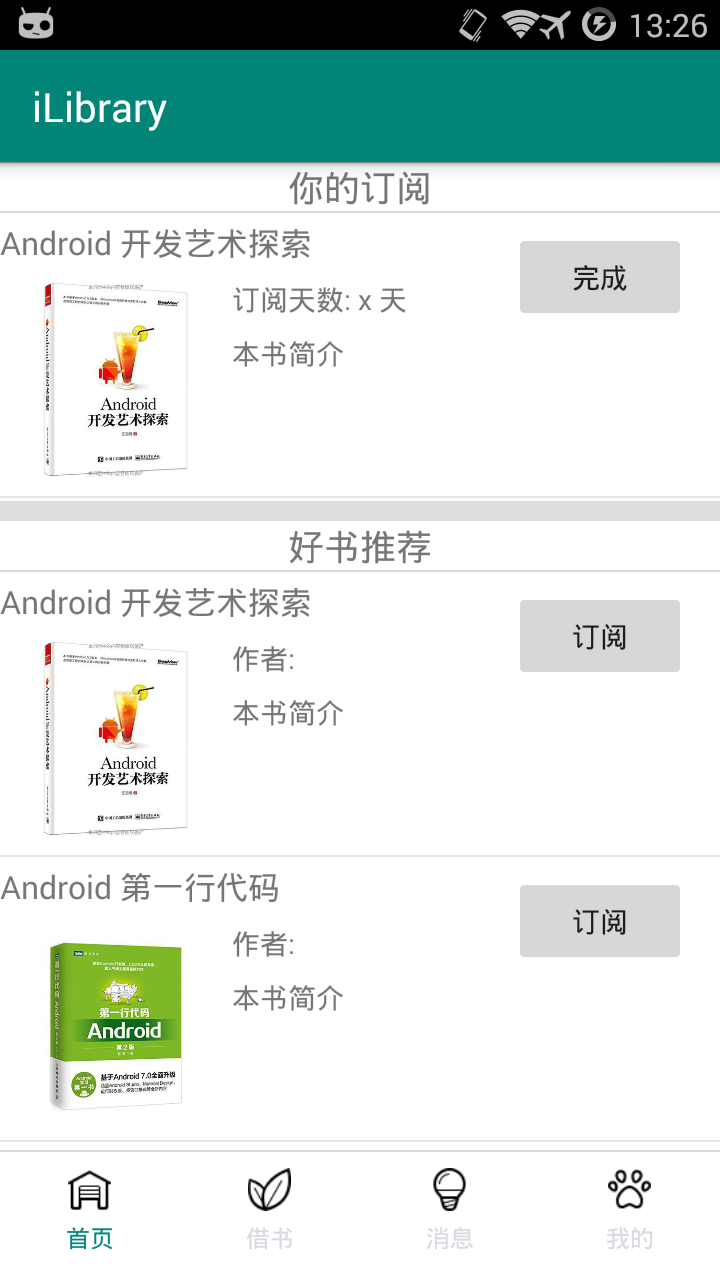 13:26
iLibrary
你的订阅
Android 开发艺术探索
完成
订阅天数: x 天
本书简介
Android
开发艺术探索
好书推荐
Android 开发艺术探索
订阅
作者:
本书简介
Android
开发艺术探索
Android 第一行代码
订阅
作者:
本书简介
第一行代码
Android
第2版
基于Android 7.0全面升级
首页
借书
消息
我的